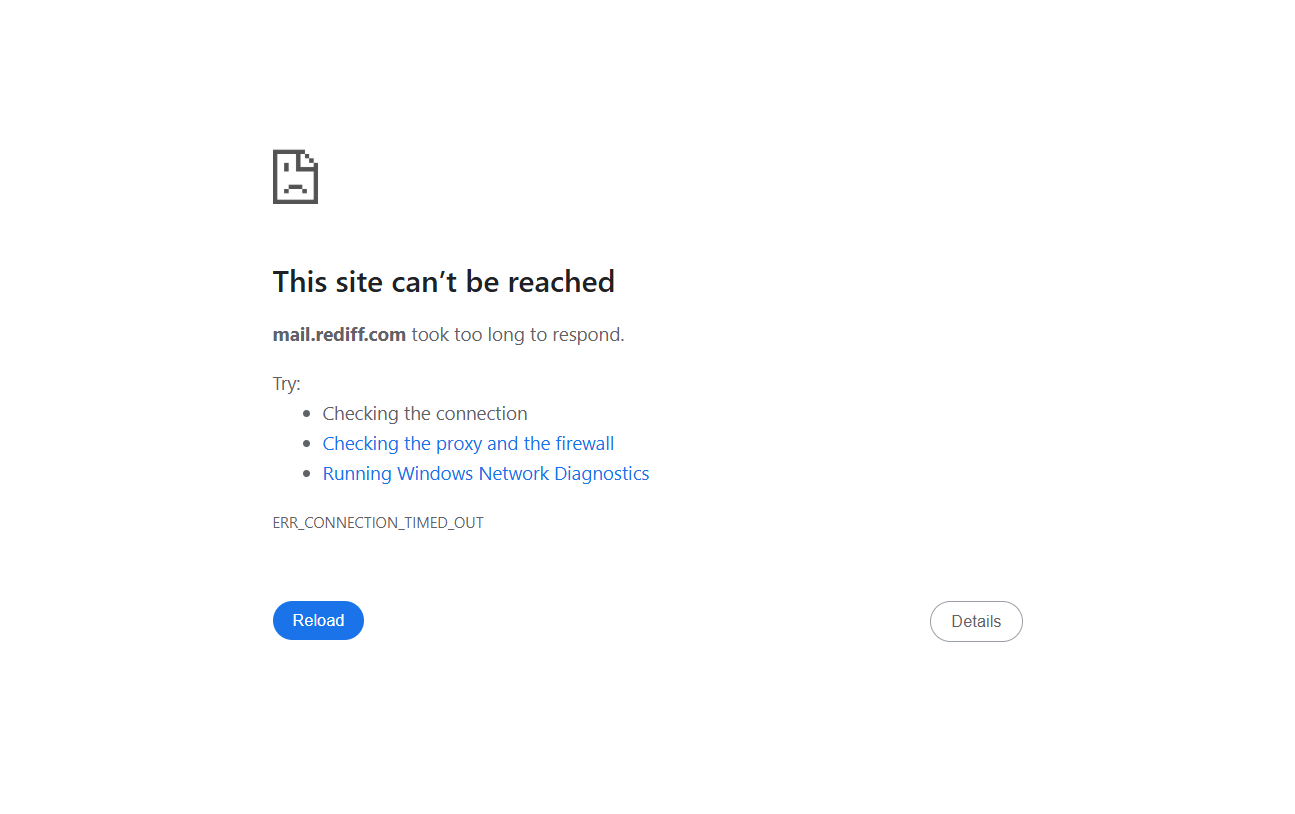 This site can’t be reached
mail.rediff.com took too long to respond.
Try:
• Checking the connection
• Checking the proxy and the firewall
• Running Windows Network Diagnostics
ERR_CONNECTION_TIMED_OUT
Reload
Details